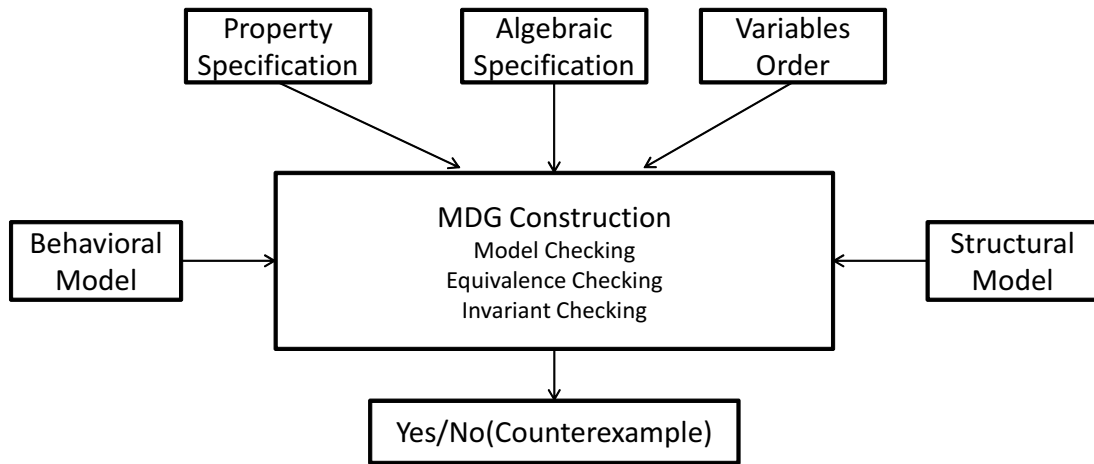 Property
Specification
Algebraic
Specification
Variables
Order
MDG Construction
Model Checking
Equivalence Checking
Invariant Checking
Behavioral
Model
Structural
Model
Yes/No(Counterexample)